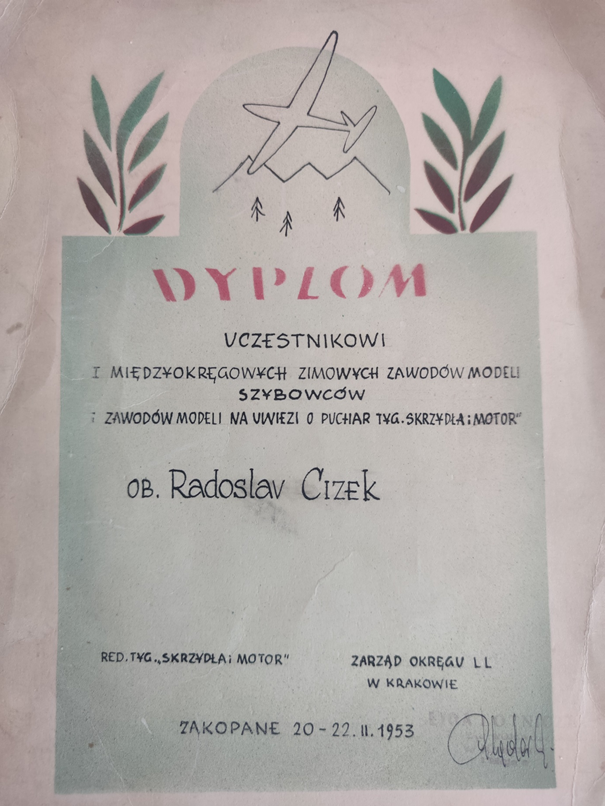 DYPLOM
UCZESTNIKOWI
I MIĘDZYOKRĘGOWYCH ZIMOWYCH ZAWODÓW MODELI
SZYBOWCÓW
i ZAWODÓW MODELI NA UWIEZI O PUCHAR TYG. SKRZYDŁA i MOTOR"
OB. Radoslav CIZEK
RED. TYG. „SKRZYDŁA i MOTOR"
ZARZĄD OKRĘGU LL
W KRAKOWIE
ZAKOPANE 20-22.II.1953